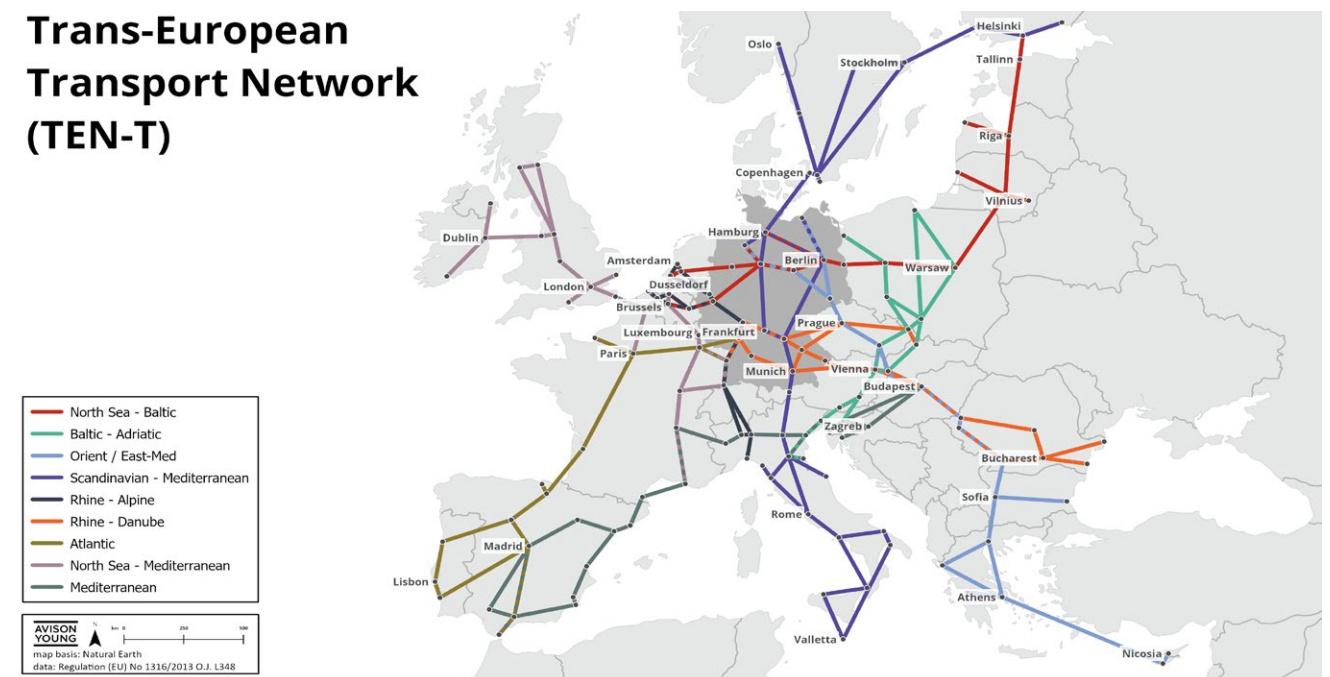 Trans-European
Transport Network
(TEN-T)
Oslo
Helsinki
Stockholm
Tallinn
Riga
Copenhagen
Vilnius
Hamburg
Dublin
Amsterdam
Berlin
Warsaw
London
Dusseldorf
Brussels
Prague
Luxembourg
Frankfurt
Paris
Munich
Vienna
Budapest
Zagreb
Bucharest
Sofia
Rome
Madrid
Lisbon
Athens
Valletta
Nicosia
North Sea - Baltic
Baltic - Adriatic
Orient / East-Med
Scandinavian - Mediterranean
Rhine - Alpine
Rhine - Danube
Atlantic
North Sea - Mediterranean
Mediterranean
AVISON
YOUNG
N
km 0 250 500
map basis: Natural Earth
data: Regulation (EU) No 1316/2013 O.J. L348